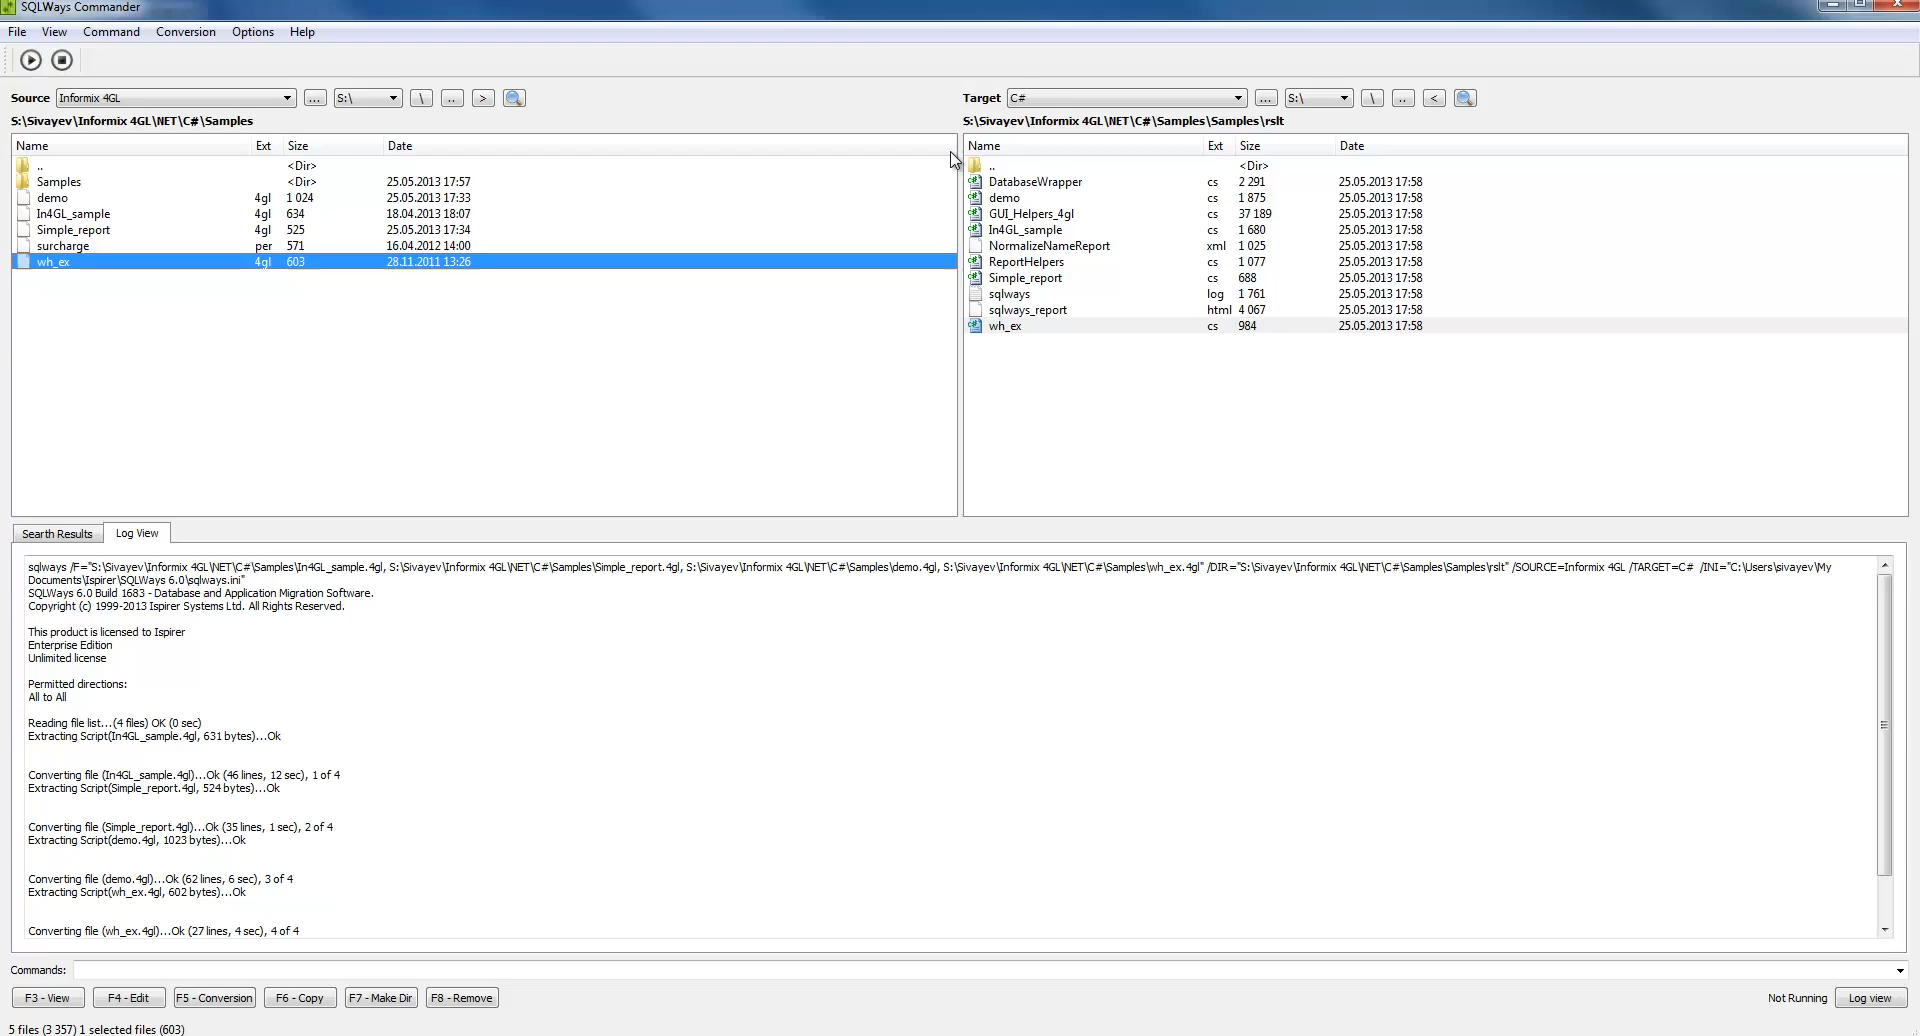 SQLWays Commander
File View Command Conversion Options Help
Source Informix 4GL ... S:\ \ .. >
Target C# ... S:\ \ .. <
S:\Sivayev\Informix 4GL\NET\C#\Samples
S:\Sivayev\Informix 4GL\NET\C#\Samples\Samples\rslt
Name Ext Size Date
.. <Dir>
Samples <Dir> 25.05.2013 17:57
demo 4gl 1 024 25.05.2013 17:33
In4GL_sample 4gl 634 18.04.2013 18:07
Simple_report 4gl 525 25.05.2013 17:34
surcharge per 571 16.04.2012 14:00
wh_ex 4gl 603 28.11.2011 13:26
Name Ext Size Date
.. <Dir>
DatabaseWrapper cs 2 291 25.05.2013 17:58
demo cs 1 875 25.05.2013 17:58
GUI_Helpers_4gl cs 37 189 25.05.2013 17:58
In4GL_sample cs 1 680 25.05.2013 17:58
NormalizeNameReport xml 1 025 25.05.2013 17:58
ReportHelpers cs 1 077 25.05.2013 17:58
Simple_report cs 688 25.05.2013 17:58
sqlways log 1 761 25.05.2013 17:58
sqlways_report html 4 067 25.05.2013 17:58
wh_ex cs 984 25.05.2013 17:58
Searth Results Log View
sqlways /F="S:\Sivayev\Informix 4GL\NET\C#\Samples\In4GL_sample.4gl, S:\Sivayev\Informix 4GL\NET\C#\Samples\Simple_report.4gl, S:\Sivayev\Informix 4GL\NET\C#\Samples\demo.4gl, S:\Sivayev\Informix 4GL\NET\C#\Samples\wh_ex.4gl" /DIR="S:\Sivayev\Informix 4GL\NET\C#\Samples\Samples\rslt" /SOURCE=Informix 4GL /TARGET=C# /INI="C:\Users\sivayev\My
Documents\Ispirer\SQLWays 6.0\sqlways.ini"
SQLWays 6.0 Build 1683 - Database and Application Migration Software.
Copyright (c) 1999-2013 Ispirer Systems Ltd. All Rights Reserved.
This product is licensed to Ispirer
Enterprise Edition
Unlimited license
Permitted directions:
All to All
Reading file list...(4 files) OK (0 sec)
Extracting Script(In4GL_sample.4gl, 631 bytes)...Ok
Converting file (In4GL_sample.4gl)...Ok (46 lines, 12 sec), 1 of 4
Extracting Script(Simple_report.4gl, 524 bytes)...Ok
Converting file (Simple_report.4gl)...Ok (35 lines, 1 sec), 2 of 4
Extracting Script(demo.4gl, 1023 bytes)...Ok
Converting file (demo.4gl)...Ok (62 lines, 6 sec), 3 of 4
Extracting Script(wh_ex.4gl, 602 bytes)...Ok
Converting file (wh_ex.4gl)...Ok (27 lines, 4 sec), 4 of 4
Commands:
F3 - View F4 - Edit F5 - Conversion F6 - Copy F7 - Make Dir F8 - Remove Not Running Log view
5 files (3 357) 1 selected files (603)